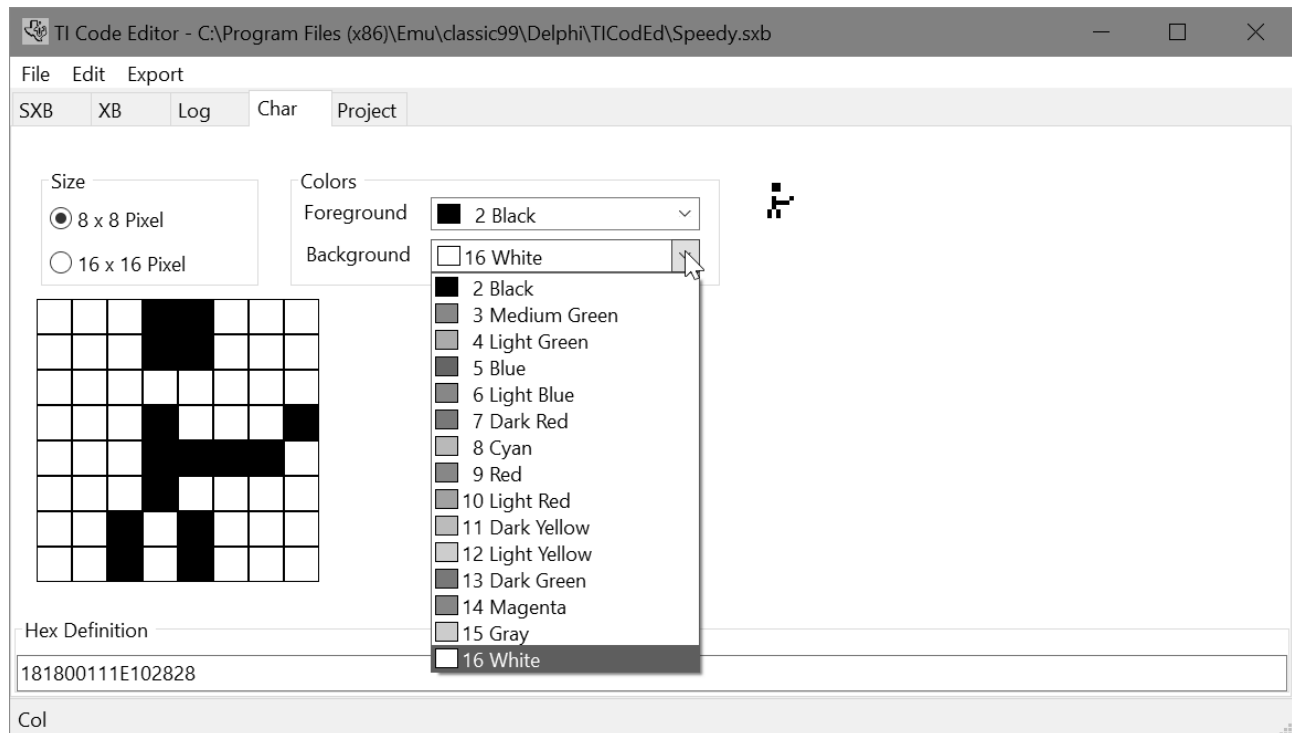 TI Code Editor - C:\Program Files (x86)\Emu\classic99\Delphi\TICodEd\Speedy.sxb
File Edit Export
SXB XB Log Char Project
Size Colors
8 x 8 Pixel Foreground 2 Black
16 x 16 Pixel Background 16 White
2 Black
3 Medium Green
4 Light Green
5 Blue
6 Light Blue
7 Dark Red
8 Cyan
9 Red
10 Light Red
11 Dark Yellow
12 Light Yellow
13 Dark Green
14 Magenta
15 Gray
16 White
Hex Definition
181800111E102828
Col